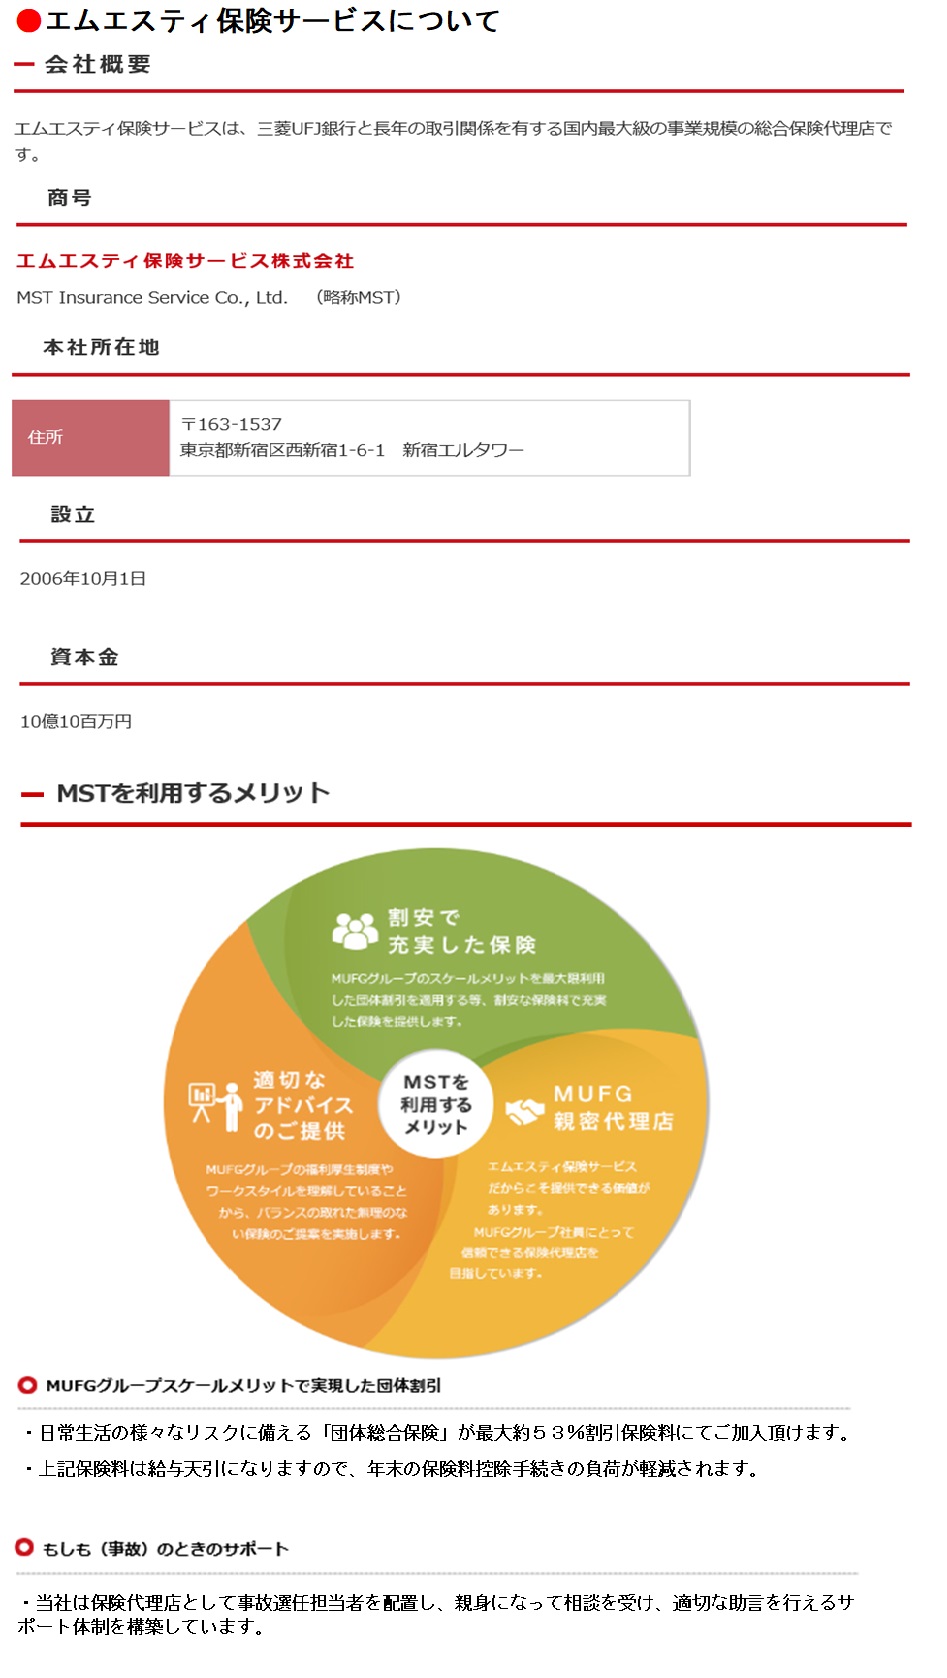 ●エムエスティ保険サービスについて
会社概要
エムエスティ保険サービスは、三菱UFJ銀行と長年の取引関係を有する国内最大級の事業規模の総合保険代理店で
す。
商号
エムエスティ保険サービス株式会社
MST Insurance Service Co., Ltd. （略称MST）
本社所在地
住所
〒163-1537
東京都新宿区西新宿1-6-1　新宿エルタワー
設立
2006年10月1日
資本金
10億10百万円
MSTを利用するメリット
割安で
充実した保険
MUFGグループのスケールメリットを最大限利用
した団体割引を適用する等、割安な保険料で充実
した保険を提供します。
適切な
アドバイス
のご提供
MUFGグループの福利厚生制度や
ワークスタイルを理解していること
から、バランスの取れた無理のな
い保険のご提案を実施します。
MSTを
利用する
メリット
MUFG
親密代理店
エムエスティ保険サービス
だからこそ提供できる価値が
あります。
MUFGグループ社員にとって
信頼できる保険代理店を
目指しています。
MUFGグループスケールメリットで実現した団体割引
・日常生活の様々なリスクに備える「団体総合保険」が最大約５３％割引保険料にてご加入頂けます。
・上記保険料は給与天引になりますので、年末の保険料控除手続きの負荷が軽減されます。
もしも（事故）のときのサポート
・当社は保険代理店として事故選任担当者を配置し、親身になって相談を受け、適切な助言を行えるサ
ポート体制を構築しています。